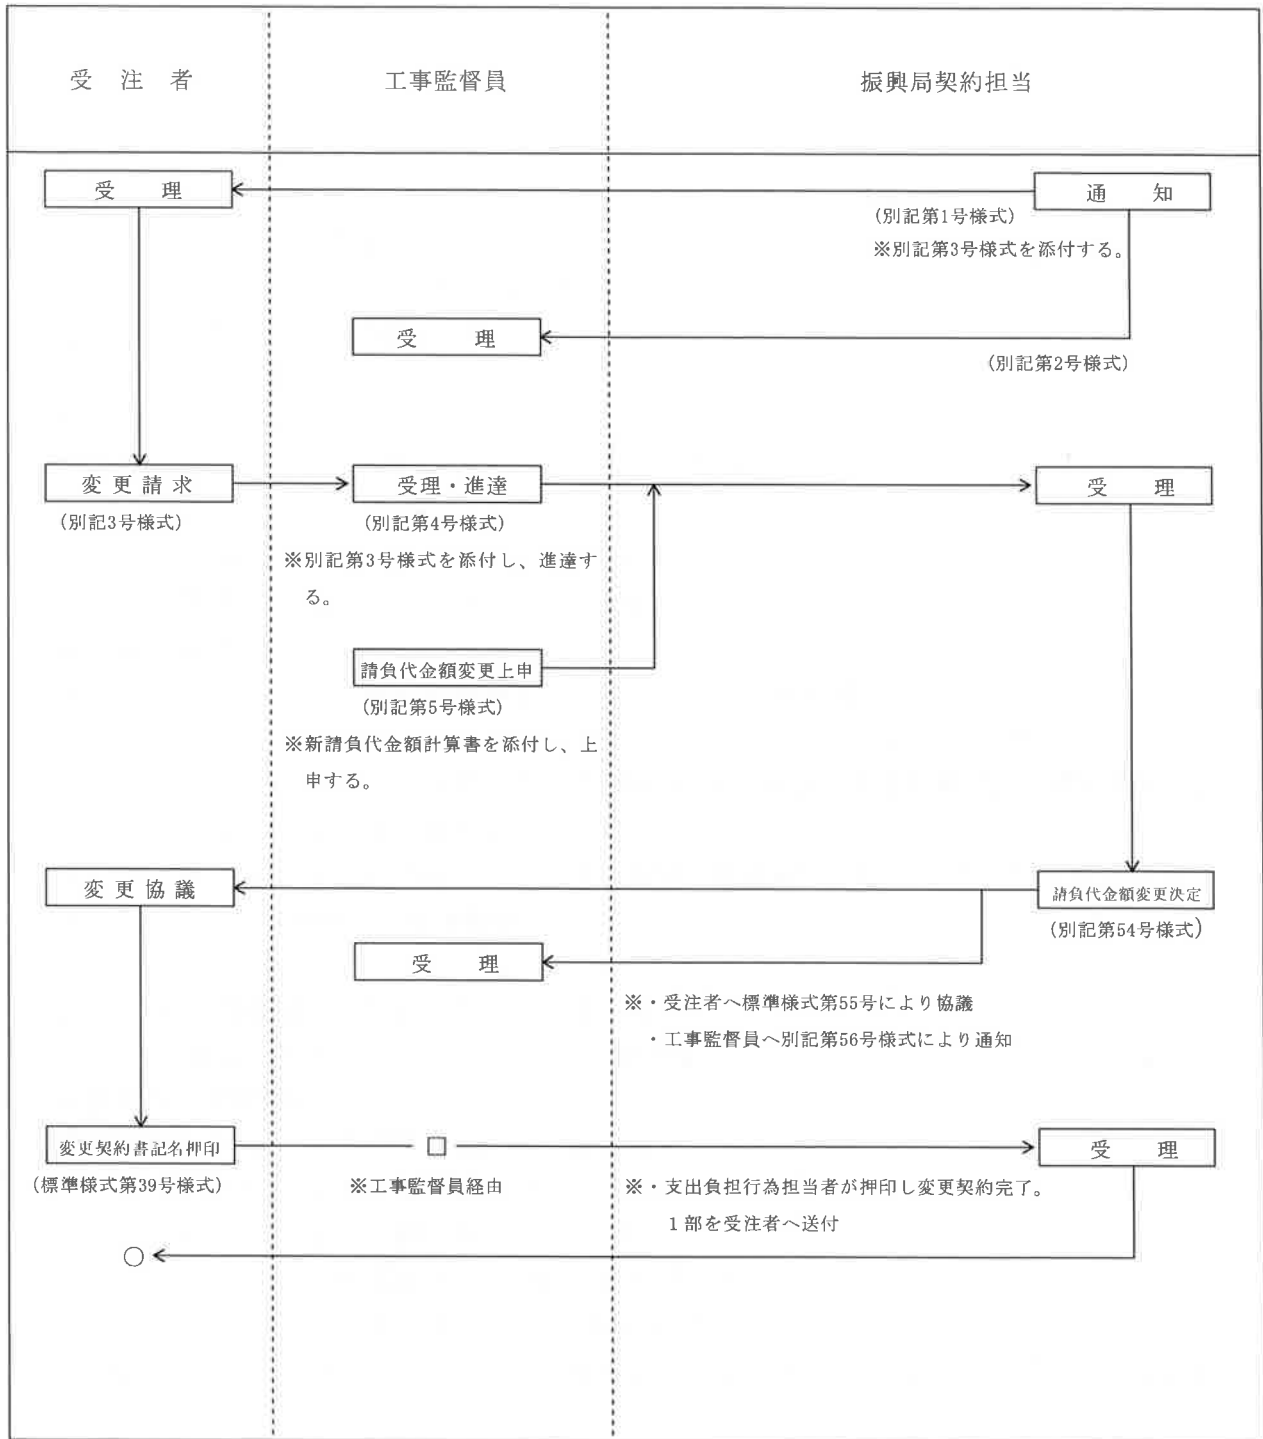 受　注　者
工事監督員
振興局契約担当
受　　理
通　　知
(別記第1号様式)
※別記第3号様式を添付する。
受　　理
(別記第2号様式)
変 更 請 求
受理・進達
受　　理
(別記3号様式)
(別記第4号様式)
※別記第3号様式を添付し、進達す
る。
請負代金額変更上申
(別記第5号様式)
※新請負代金額計算書を添付し、上
申する。
変 更 協 議
請負代金額変更決定
(別記第54号様式)
受　　理
※・受注者へ標準様式第55号により協議
・工事監督員へ別記第56号様式により通知
変更契約書記名押印
受　　理
(標準様式第39号様式)
※工事監督員経由
※・支出負担行為担当者が押印し変更契約完了。
１部を受注者へ送付